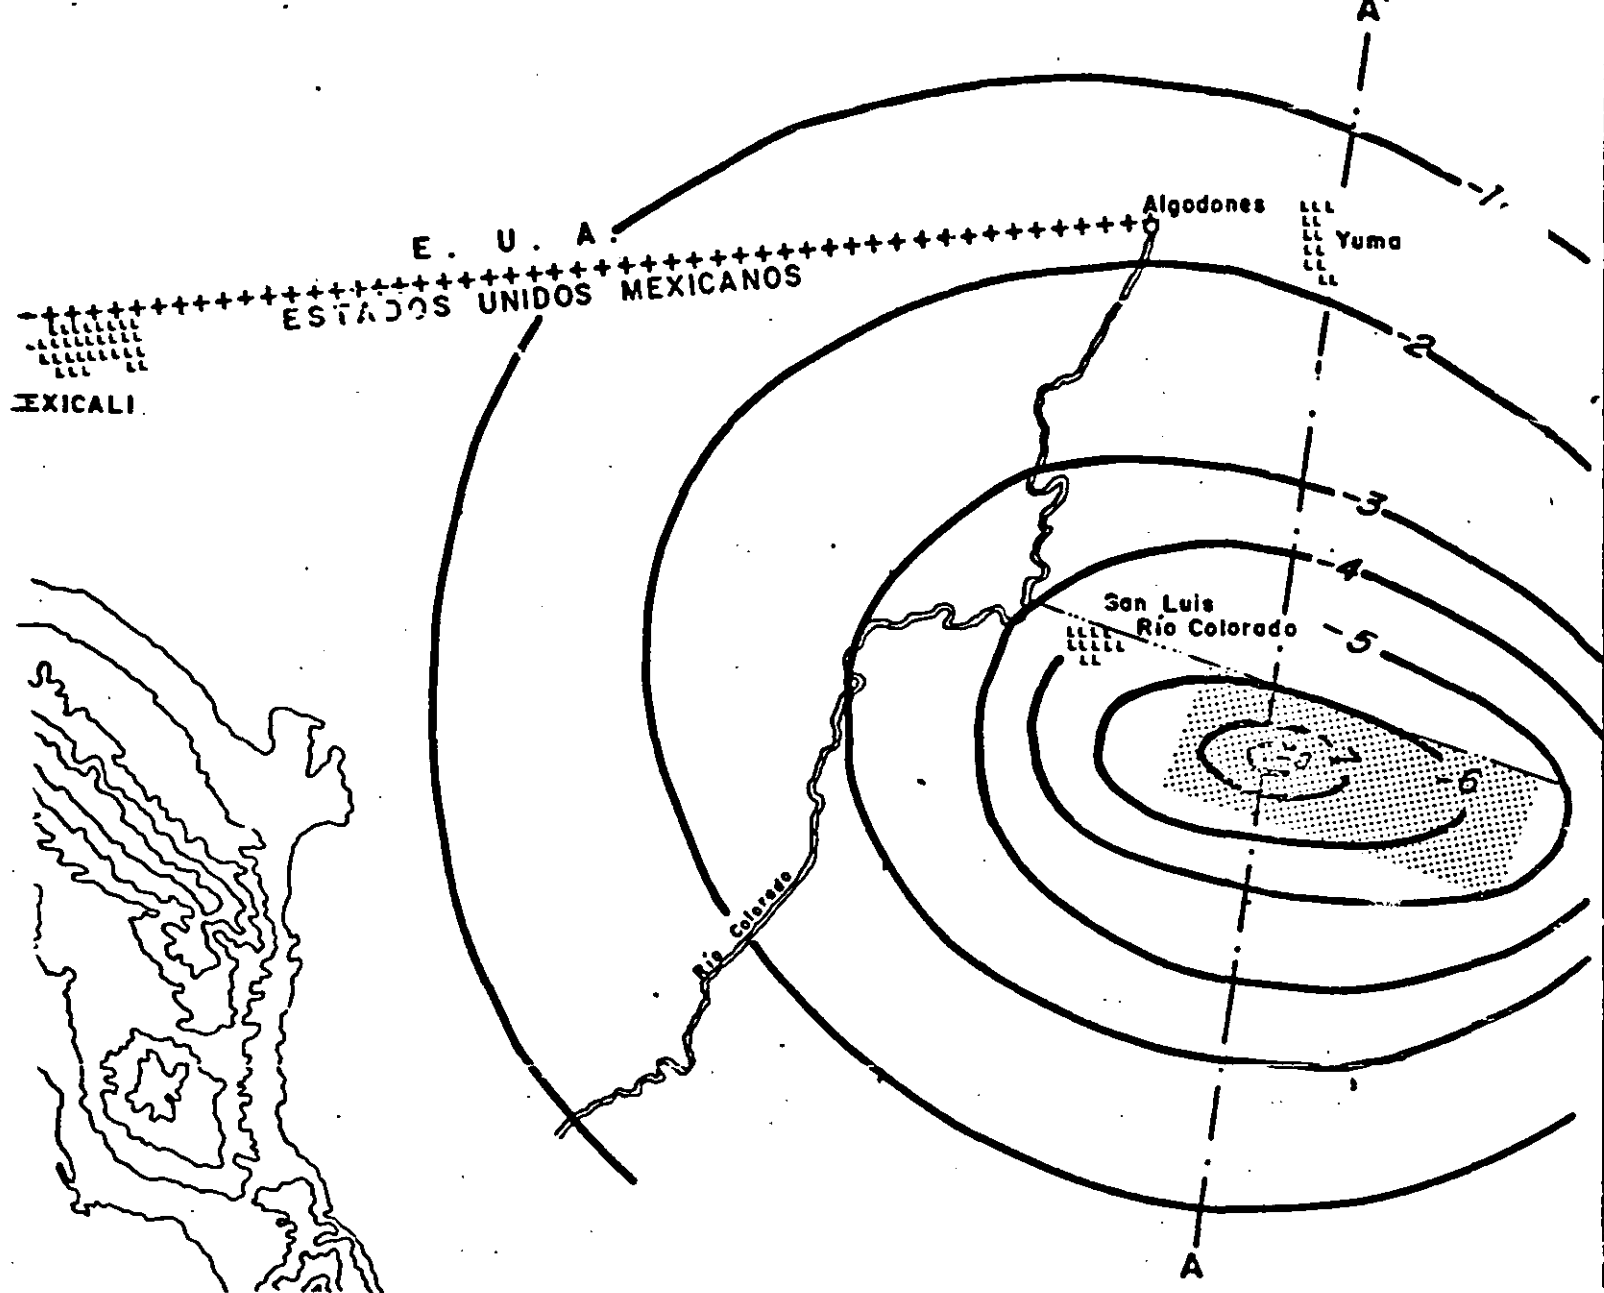 A'
-1
Algodones
Yuma
E. U. A.
ESTADOS UNIDOS MEXICANOS
-2
EXICALI
-3
-4
San Luis
Río Colorado
-5
-6
Río Colorado
A